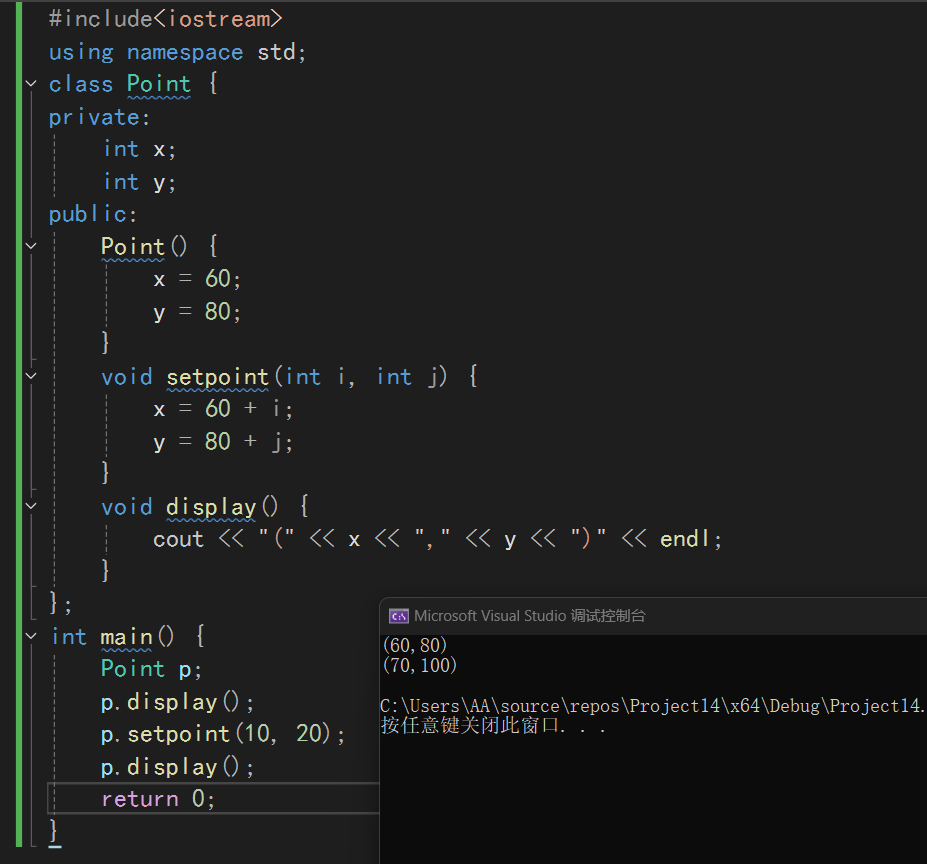 #include<iostream>
using namespace std;
class Point {
private:
    int x;
    int y;
public:
    Point() {
        x = 60;
        y = 80;
    }
    void setpoint(int i, int j) {
        x = 60 + i;
        y = 80 + j;
    }
    void display() {
        cout << "(" << x << "," << y << ")" << endl;
    }
};
int main() {
    Point p;
    p.display();
    p.setpoint(10, 20);
    p.display();
    return 0;
}
Microsoft Visual Studio 调试控制台
(60,80)
(70,100)
C:\Users\AA\source\repos\Project14\x64\Debug\Project14.
按任意键关闭此窗口. . .